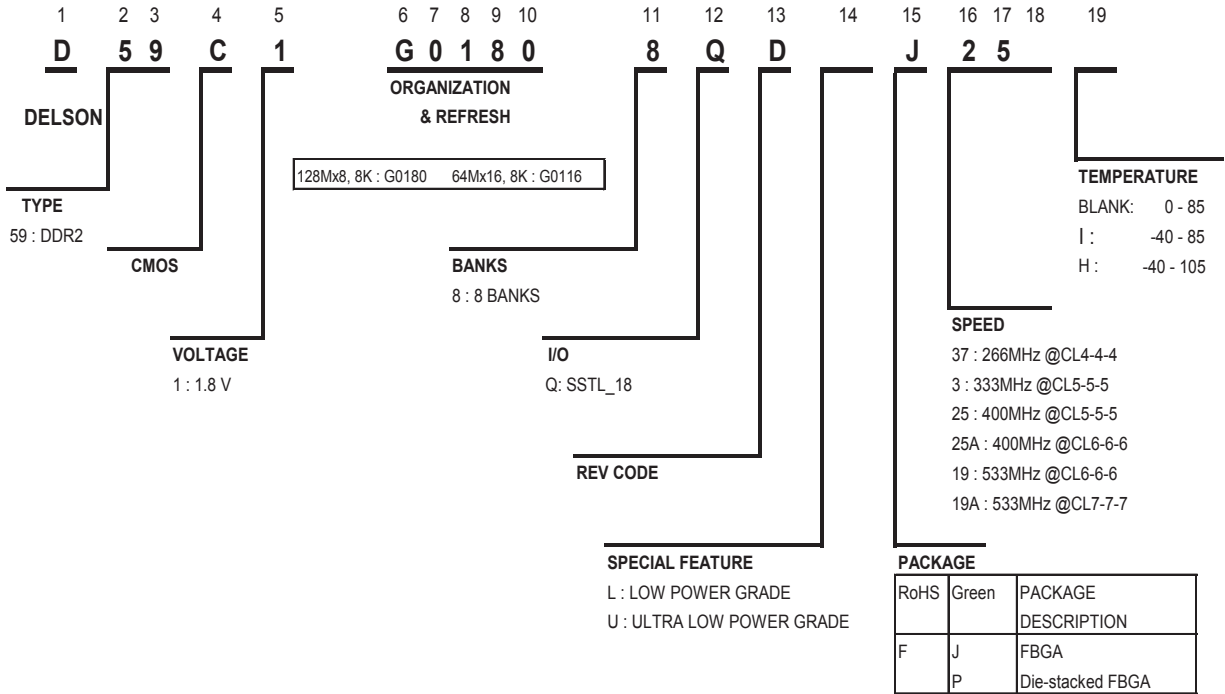 1 2 3 4 5 6 7 8 9 10 11 12 13 14 15 16 17 18 19
D 5 9 C 1 G 0 1 8 0 8 Q D J 2 5
ORGANIZATION
& REFRESH
DELSON
128Mx8, 8K : G0180 64Mx16, 8K : G0116
TYPE
59 : DDR2
CMOS
VOLTAGE
1 : 1.8 V
BANKS
8 : 8 BANKS
I/O
Q: SSTL_18
REV CODE
SPECIAL FEATURE
L : LOW POWER GRADE
U : ULTRA LOW POWER GRADE
TEMPERATURE
BLANK: 0 - 85
I : -40 - 85
H : -40 - 105
SPEED
37 : 266MHz @CL4-4-4
3 : 333MHz @CL5-5-5
25 : 400MHz @CL5-5-5
25A : 400MHz @CL6-6-6
19 : 533MHz @CL6-6-6
19A : 533MHz @CL7-7-7
PACKAGE
RoHS Green PACKAGE
DESCRIPTION
F J FBGA
P Die-stacked FBGA